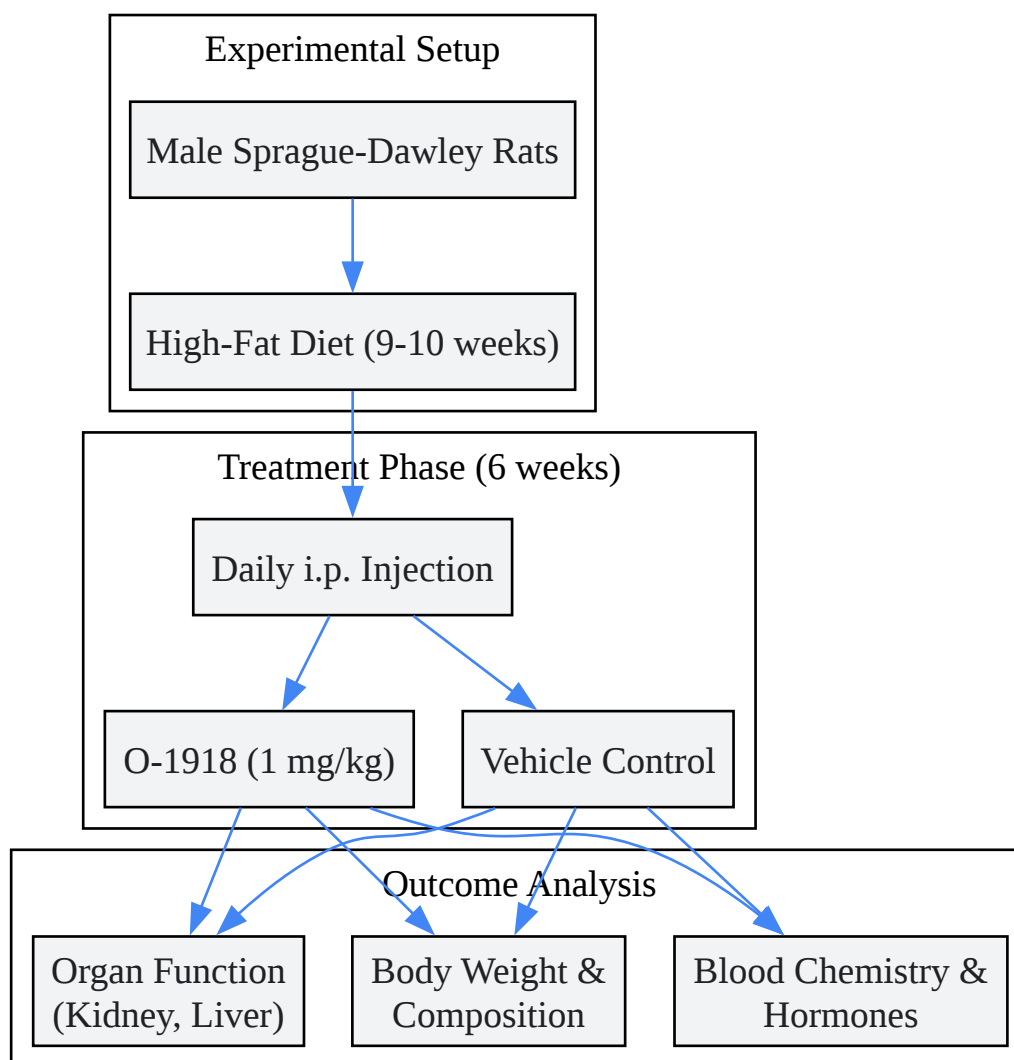 Experimental Setup
Male Sprague-Dawley Rats
High-Fat Diet (9-10 weeks)
Treatment Phase (6 weeks)
Daily i.p. Injection
O-1918 (1 mg/kg)
Vehicle Control
Outcome Analysis
Organ Function
(Kidney, Liver)
Body Weight &
Composition
Blood Chemistry &
Hormones